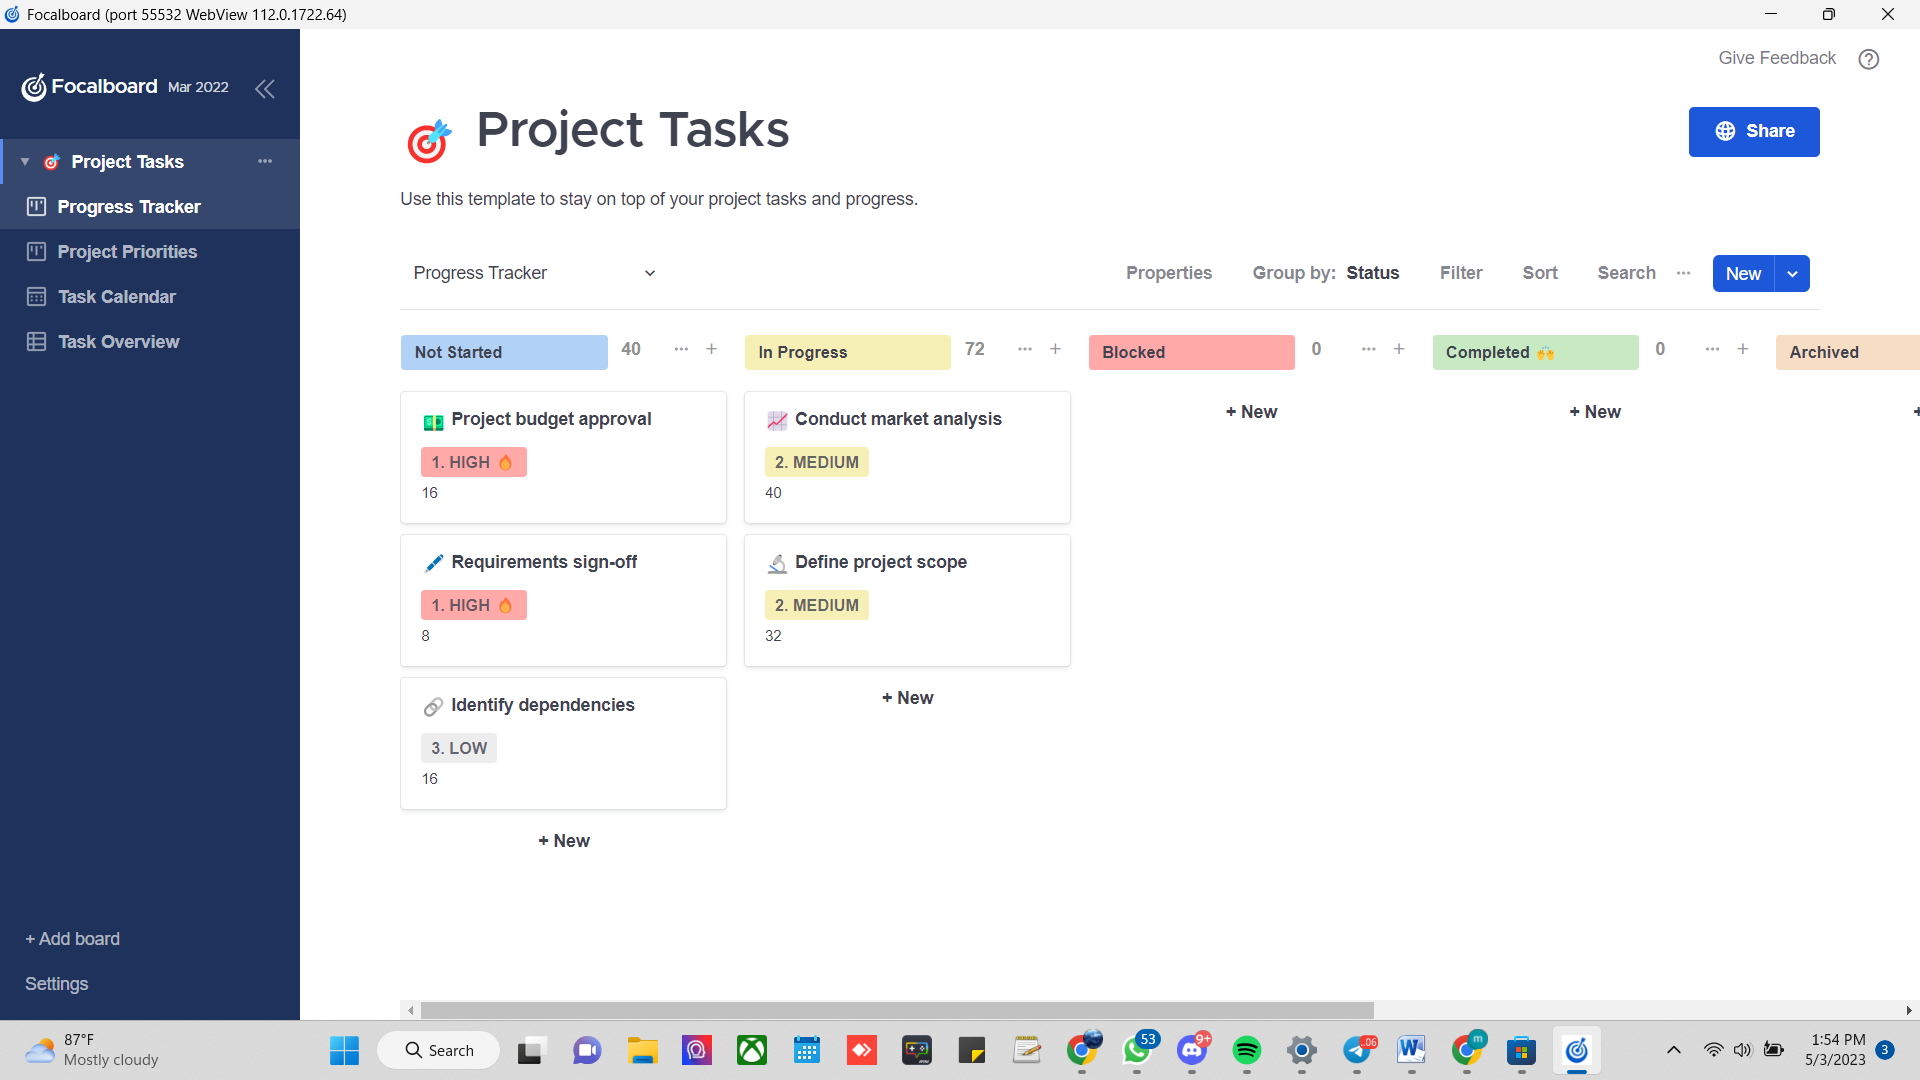 Focalboard (port 55532 WebView 112.0.1722.64)
Give Feedback
Focalboard Mar 2022
Project Tasks
Progress Tracker
Project Priorities
Task Calendar
Task Overview
+ Add board
Settings
Project Tasks
Share
Use this template to stay on top of your project tasks and progress.
Progress Tracker
Properties Group by: Status Filter Sort Search ··· New
Not Started 40 ··· +
Project budget approval
1. HIGH 🔥
16
Requirements sign-off
1. HIGH 🔥
8
Identify dependencies
3. LOW
16
+ New
In Progress 72 ··· +
Conduct market analysis
2. MEDIUM
40
Define project scope
2. MEDIUM
32
+ New
Blocked 0 ··· +
+ New
Completed 🙌 0 ··· +
+ New
Archived
+
87°F
Mostly cloudy
Search
53
9+
.06
m
1:54 PM
5/3/2023
3